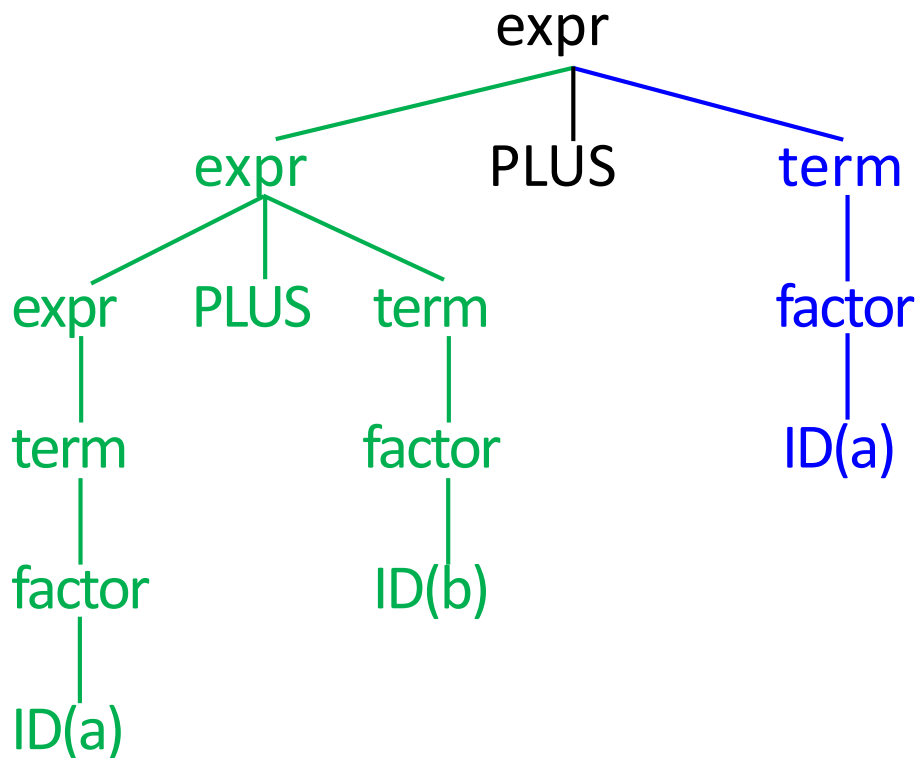 expr
expr PLUS term
expr PLUS term factor
term factor ID(a)
factor ID(b)
ID(a)